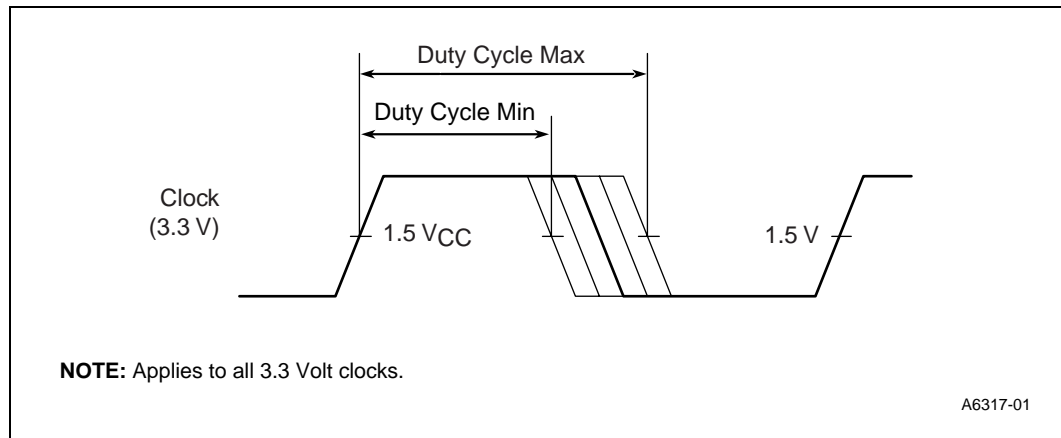 Duty Cycle Max
Duty Cycle Min
Clock
(3.3 V)
1.5 VCC
1.5 V
NOTE: Applies to all 3.3 Volt clocks.
A6317-01